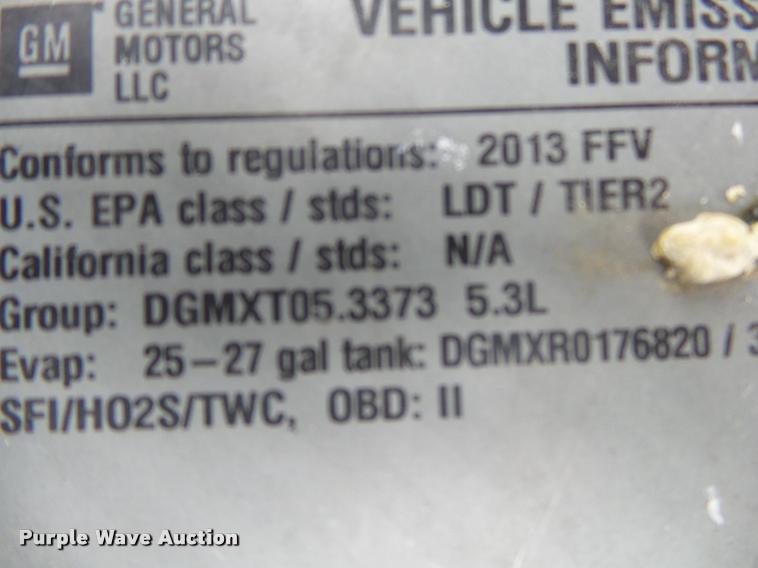 GM
GENERAL
MOTORS
LLC
VEHICLE EMISS
INFORM
Conforms to regulations: 2013 FFV
U.S. EPA class / stds: LDT / TIER2
California class / stds: N/A
Group: DGMXT05.3373 5.3L
Evap: 25–27 gal tank: DGMXR0176820 / 3
SFI/HO2S/TWC, OBD: II
Purple Wave Auction